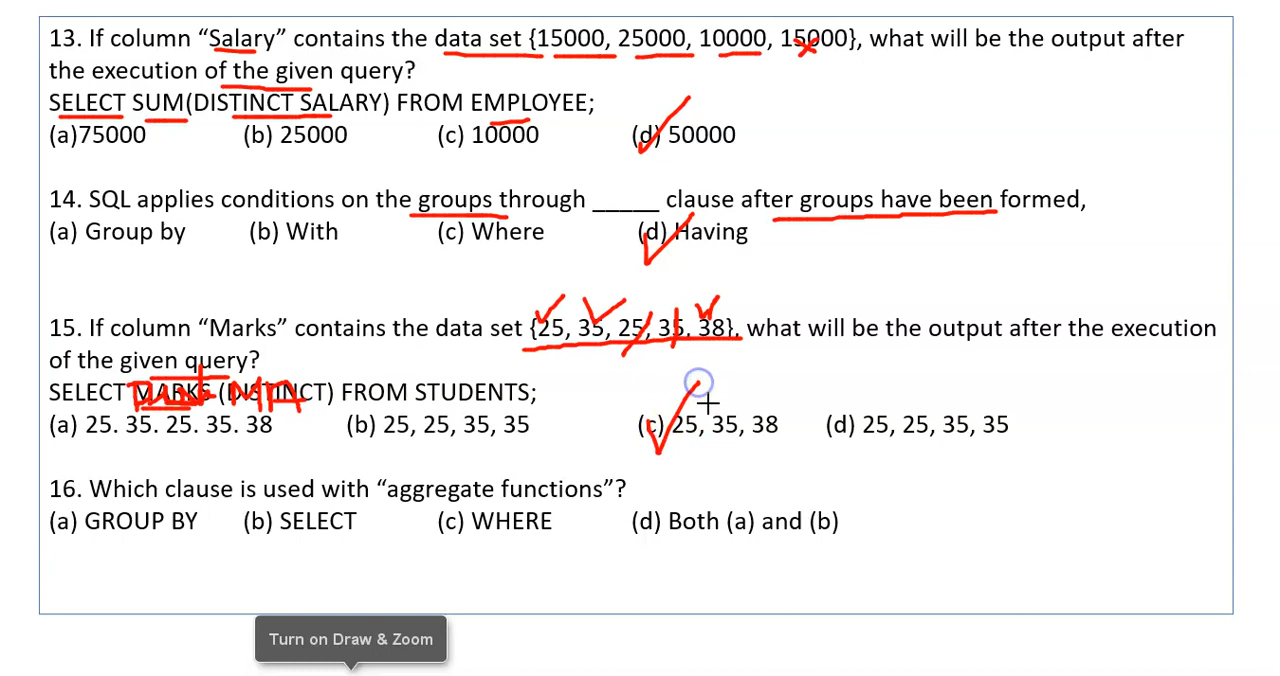 13. If column “Salary” contains the data set {15000, 25000, 10000, 15000}, what will be the output after
the execution of the given query?
SELECT SUM(DISTINCT SALARY) FROM EMPLOYEE;
(a)75000 (b) 25000 (c) 10000 (d) 50000
14. SQL applies conditions on the groups through _____ clause after groups have been formed,
(a) Group by (b) With (c) Where (d) Having
15. If column “Marks” contains the data set {25, 35, 25, 35, 38}, what will be the output after the execution
of the given query?
SELECT MARKS (DISTINCT) FROM STUDENTS;
(a) 25. 35. 25. 35. 38 (b) 25, 25, 35, 35 (c) 25, 35, 38 (d) 25, 25, 35, 35
16. Which clause is used with “aggregate functions”?
(a) GROUP BY (b) SELECT (c) WHERE (d) Both (a) and (b)
Turn on Draw & Zoom